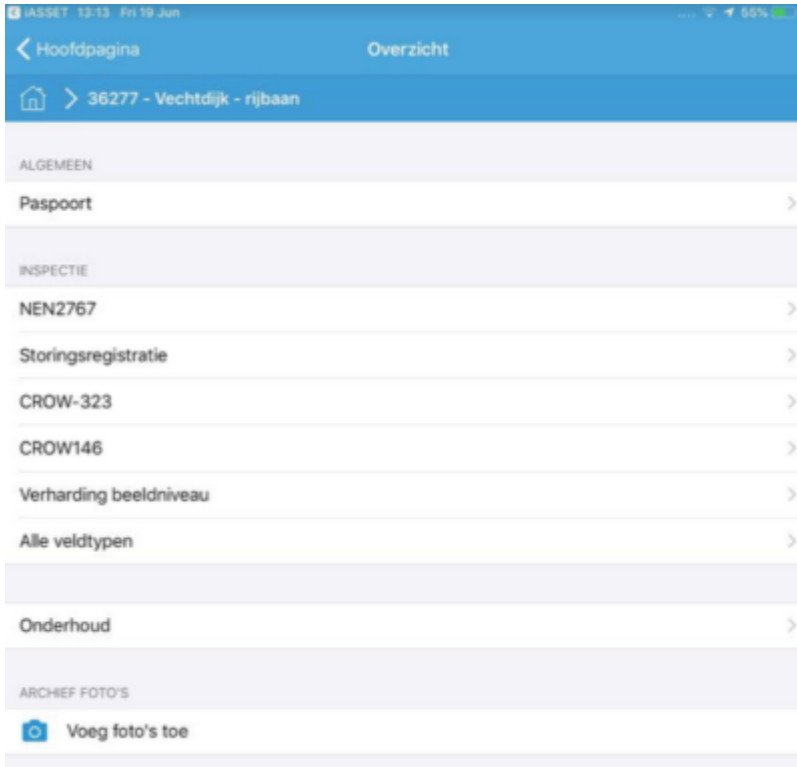 iASSET 13:13 Fri 19 Jun
55%
Hoofdpagina
Overzicht
36277 - Vechtdijk - rijbaan
ALGEMEEN
Paspoort
INSPECTIE
NEN2767
Storingsregistratie
CROW-323
CROW146
Verharding beeldniveau
Alle veldtypen
Onderhoud
ARCHIEF FOTO'S
Voeg foto's toe